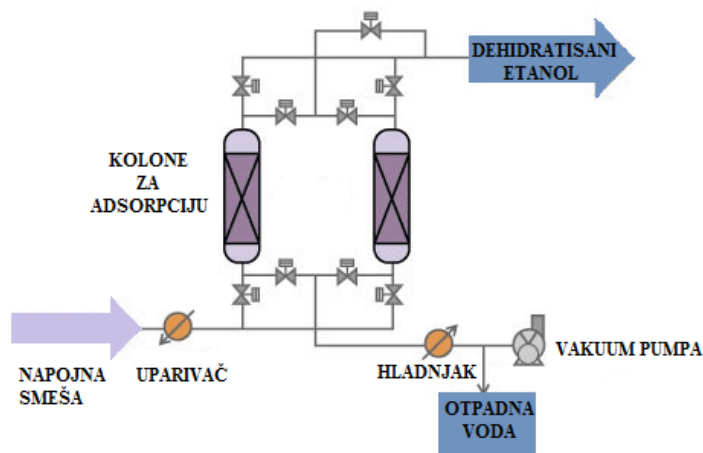 DEHIDRATISANI
ETANOL
KOLONE
ZA
ADSORPCIJU
NAPOJNA
SMEŠA
UPARIVAČ
HLADNJAK
VAKUUM PUMPA
OTPADNA
VODA